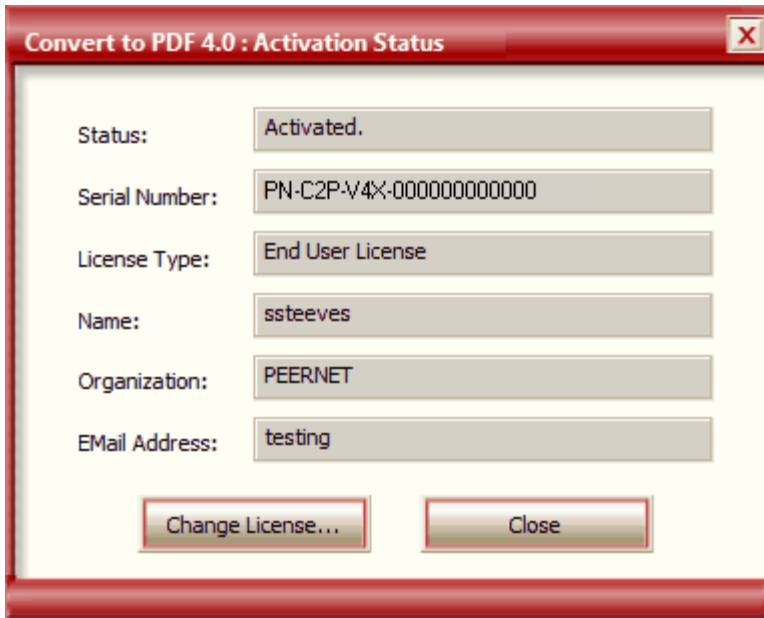 Convert to PDF 4.0 : Activation Status
X
Status: Activated.
Serial Number: PN-C2P-V4X-000000000000
License Type: End User License
Name: ssteeves
Organization: PEERNET
EMail Address: testing
Change License... Close